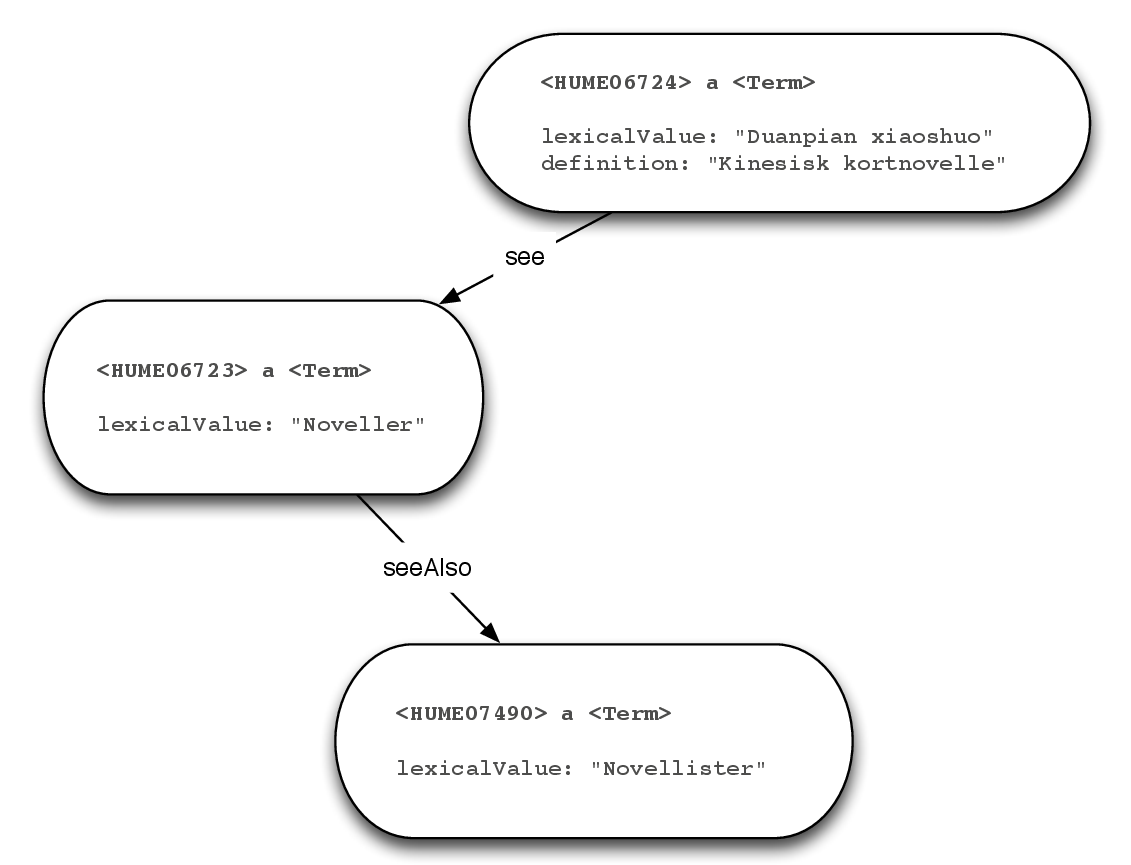 <HUME06724> a <Term>
lexicalValue: "Duanpian xiaoshuo"
definition: "Kinesisk kortnovelle"
see
<HUME06723> a <Term>
lexicalValue: "Noveller"
seeAlso
<HUME07490> a <Term>
lexicalValue: "Novellister"